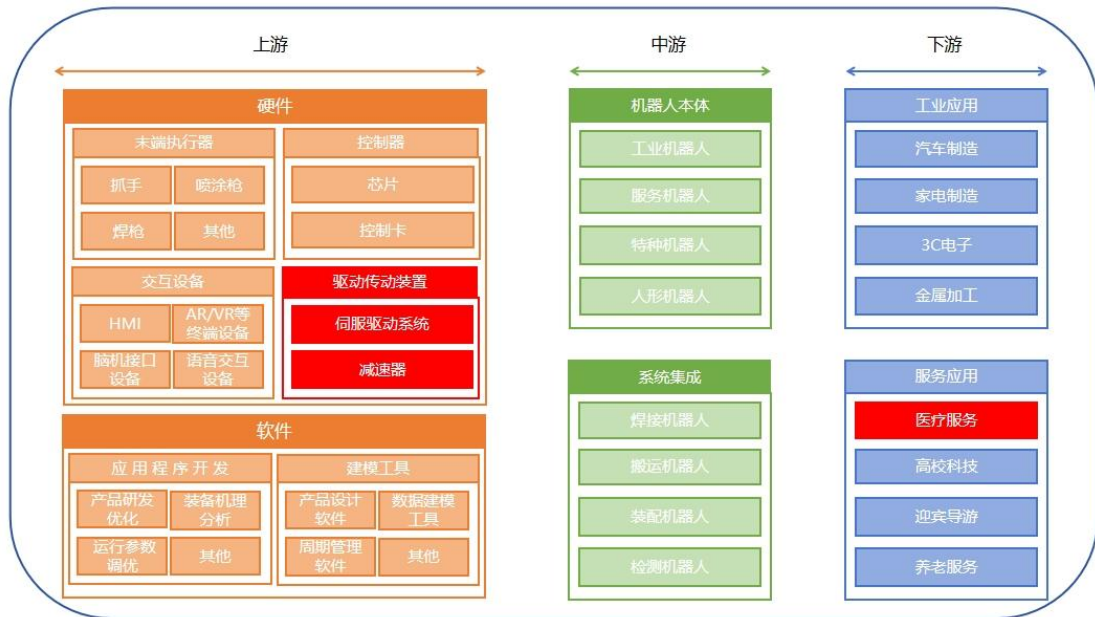 上游
中游
下游
硬件
末端执行器
抓手
喷涂枪
焊枪
其他
控制器
芯片
控制卡
交互设备
HMI
AR/VR等
终端设备
脑机接口
设备
语音交互
设备
驱动传动装置
伺服驱动系统
减速器
软件
应用程序开发
产品研发
优化
装备机理
分析
运行参数
调优
其他
建模工具
产品设计
软件
数据建模
工具
周期管理
软件
其他
机器人本体
工业机器人
服务机器人
特种机器人
人形机器人
系统集成
焊接机器人
搬运机器人
装配机器人
检测机器人
工业应用
汽车制造
家电制造
3C电子
金属加工
服务应用
医疗服务
高校科技
迎宾导游
养老服务